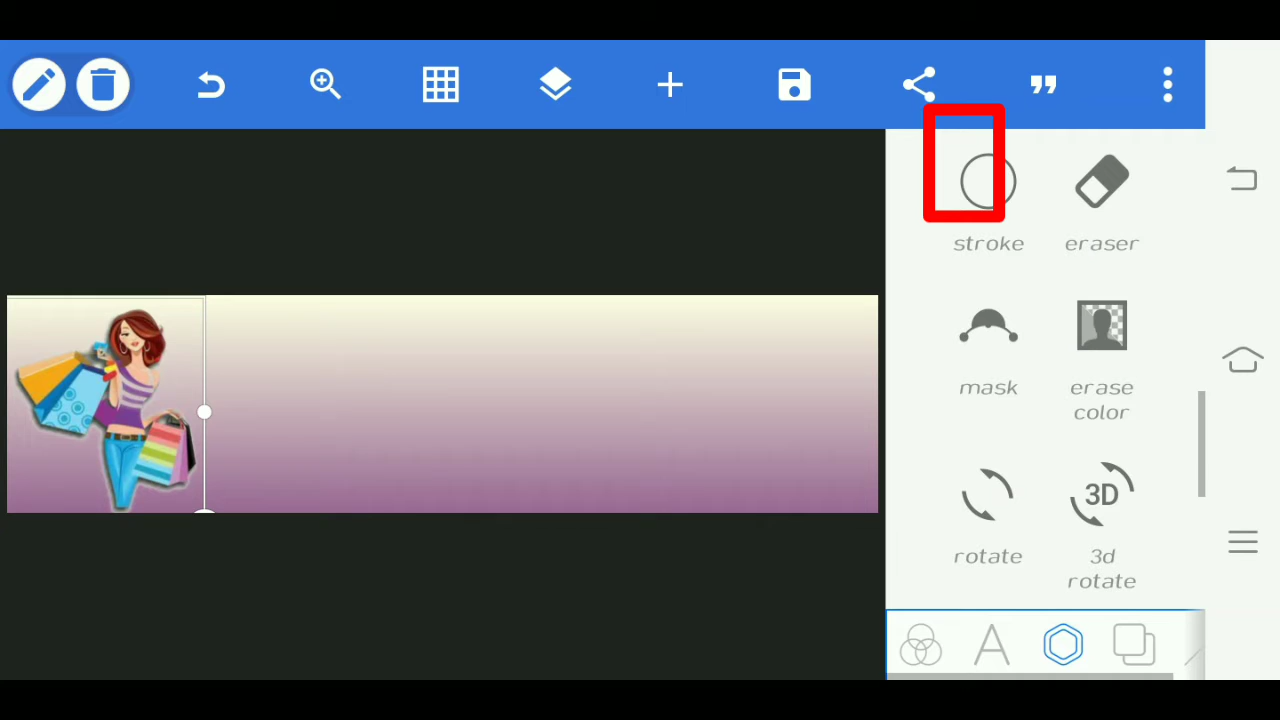 stroke
eraser
mask
erase
color
3D
rotate
3d
rotate
A